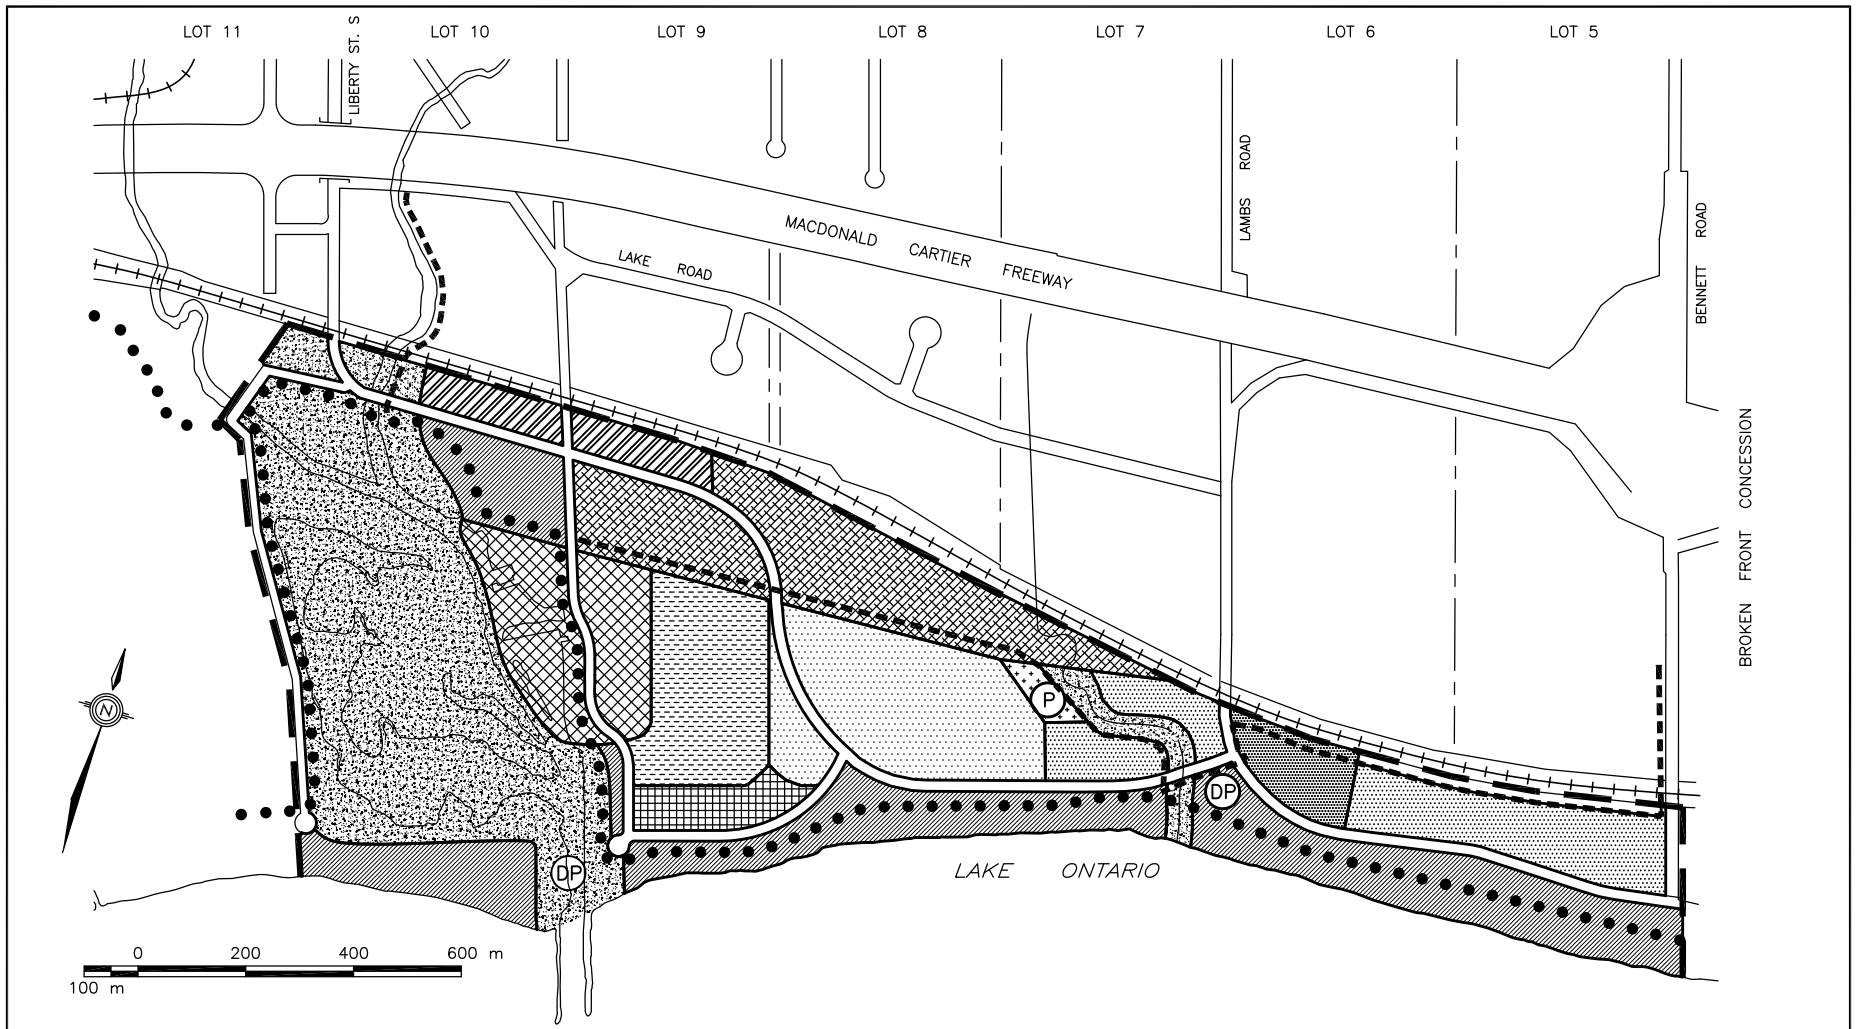 LOT 11
LOT 10
LOT 9
LOT 8
LOT 7
LOT 6
LOT 5
LIBERTY ST. S
LAMBS ROAD
BENNETT ROAD
MACDONALD CARTIER FREEWAY
LAKE ROAD
BROKEN FRONT CONCESSION
N
P
DP
DP
LAKE ONTARIO
0 200 400 600 m
100 m